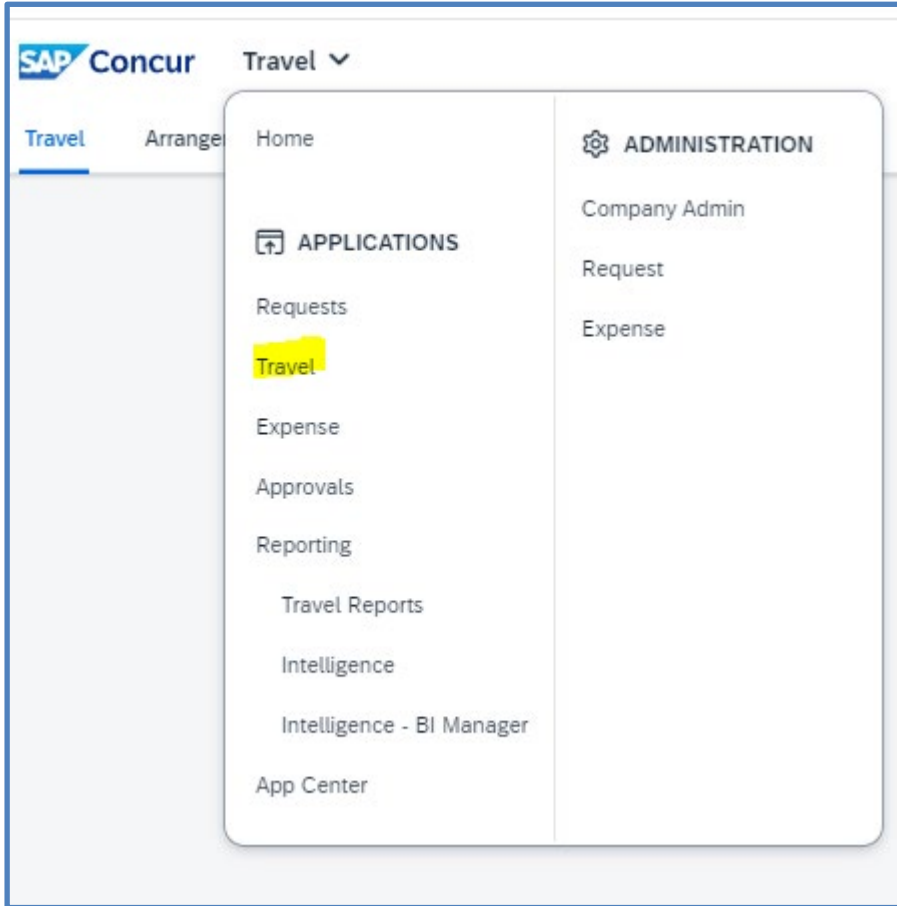 SAP Concur Travel
Travel
Home
APPLICATIONS
Requests
Travel
Expense
Approvals
Reporting
Travel Reports
Intelligence
Intelligence - BI Manager
App Center
ADMINISTRATION
Company Admin
Request
Expense